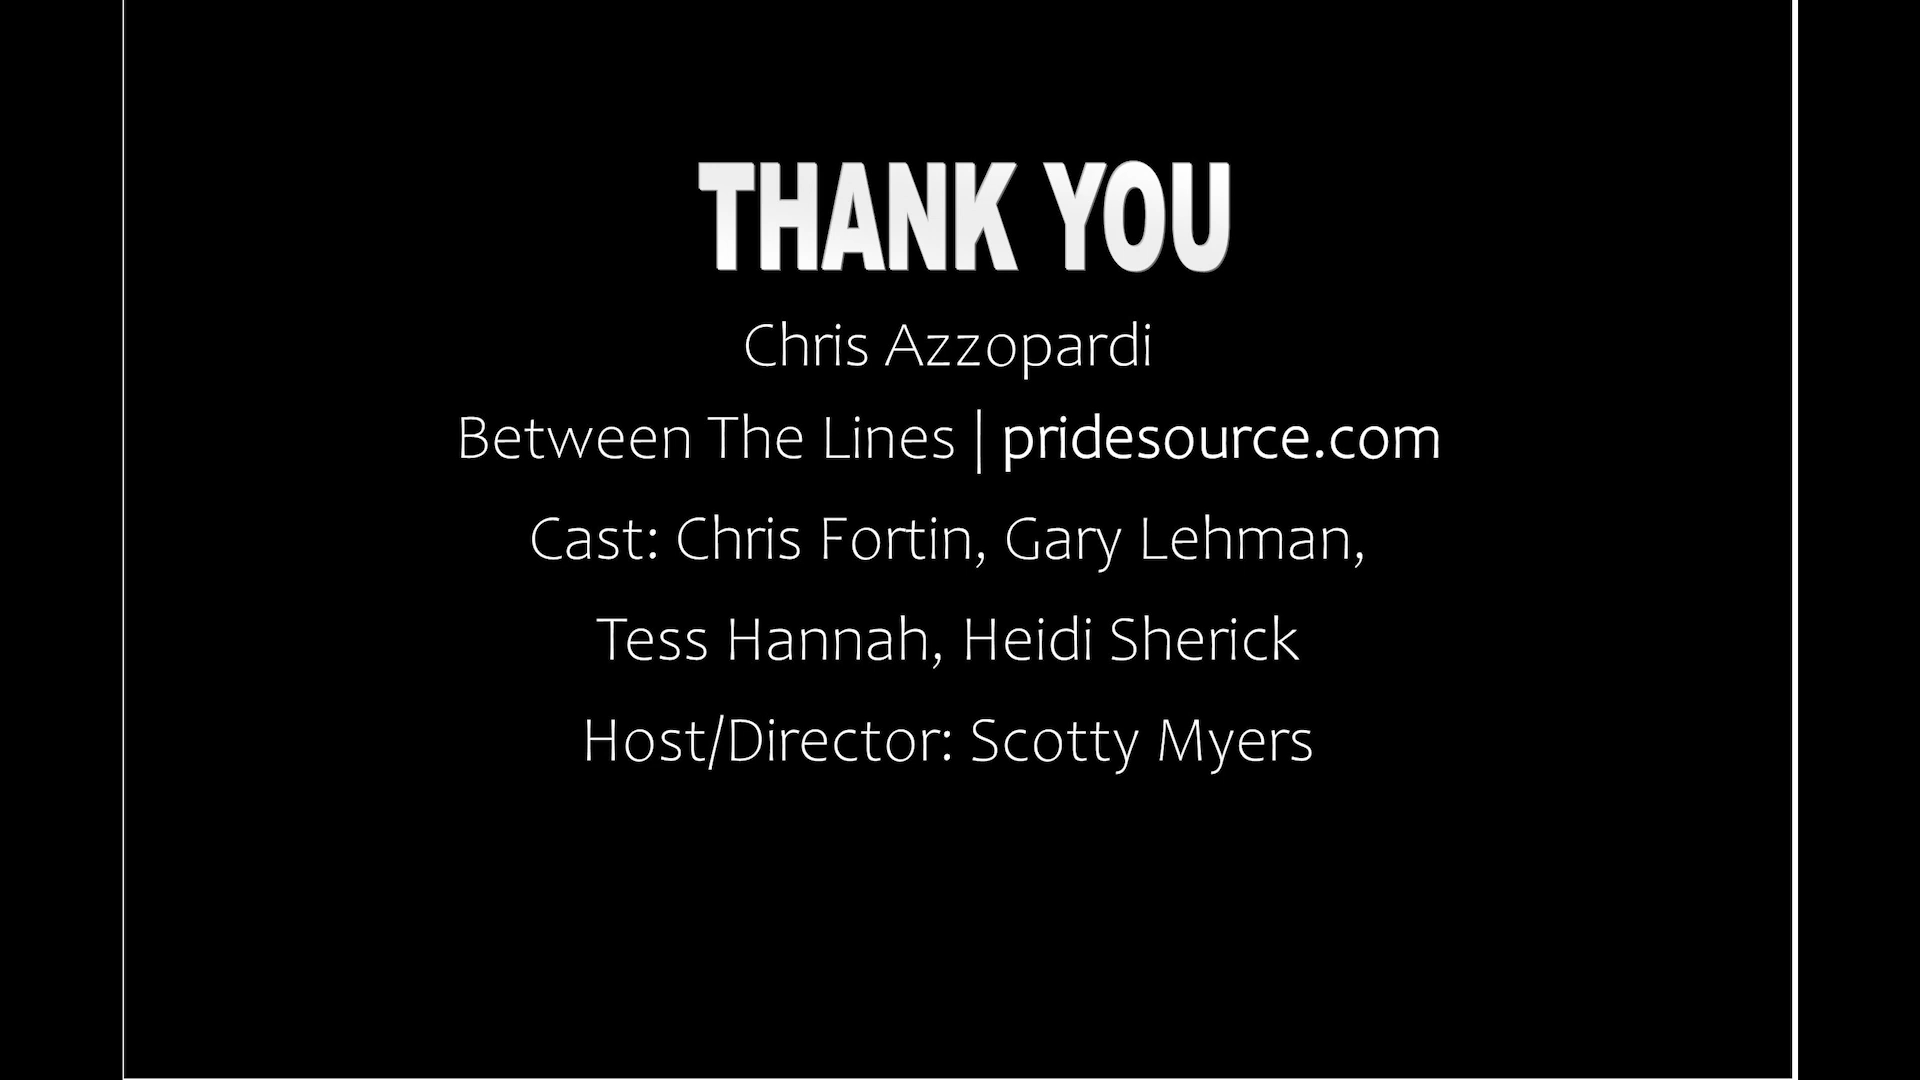 THANK YOU
Chris Azzopardi
Between The Lines | pridesource.com
Cast: Chris Fortin, Gary Lehman,
Tess Hannah, Heidi Sherick
Host/Director: Scotty Myers